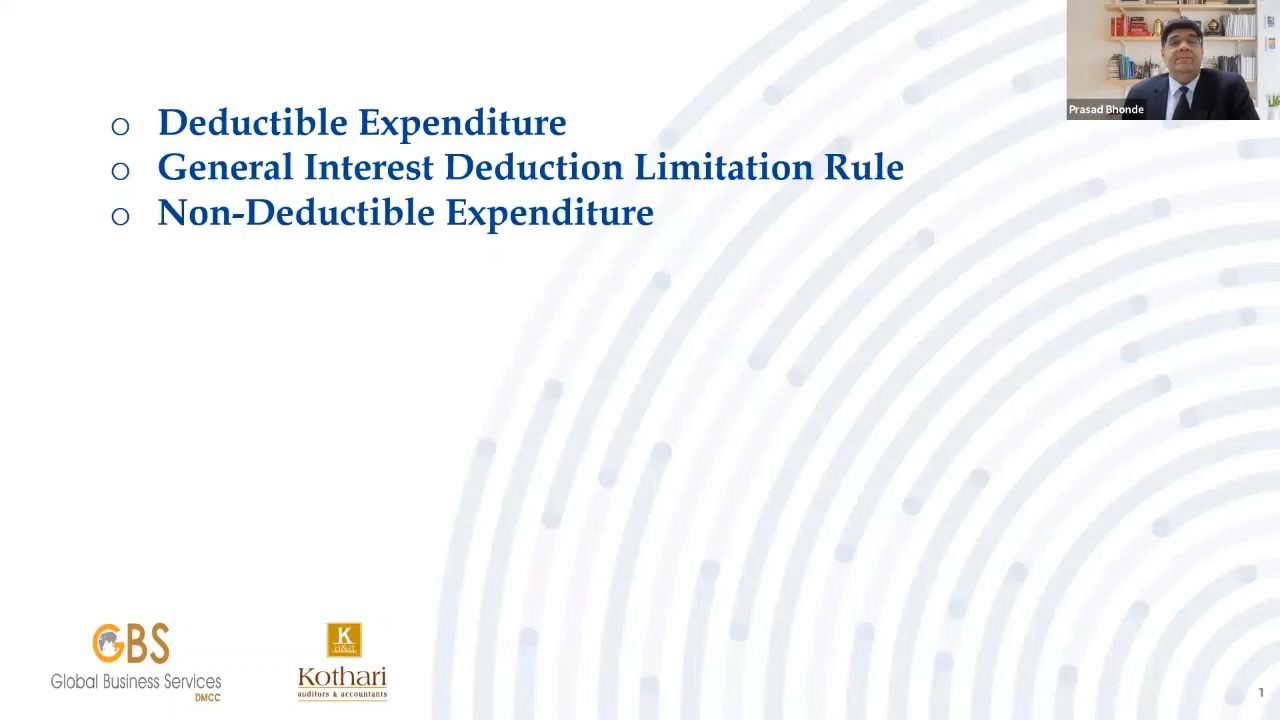 Prasad Bhonde
○ Deductible Expenditure
○ General Interest Deduction Limitation Rule
○ Non-Deductible Expenditure
GBS
Global Business Services
DMCC
K
Kothari
auditors & accountants
1